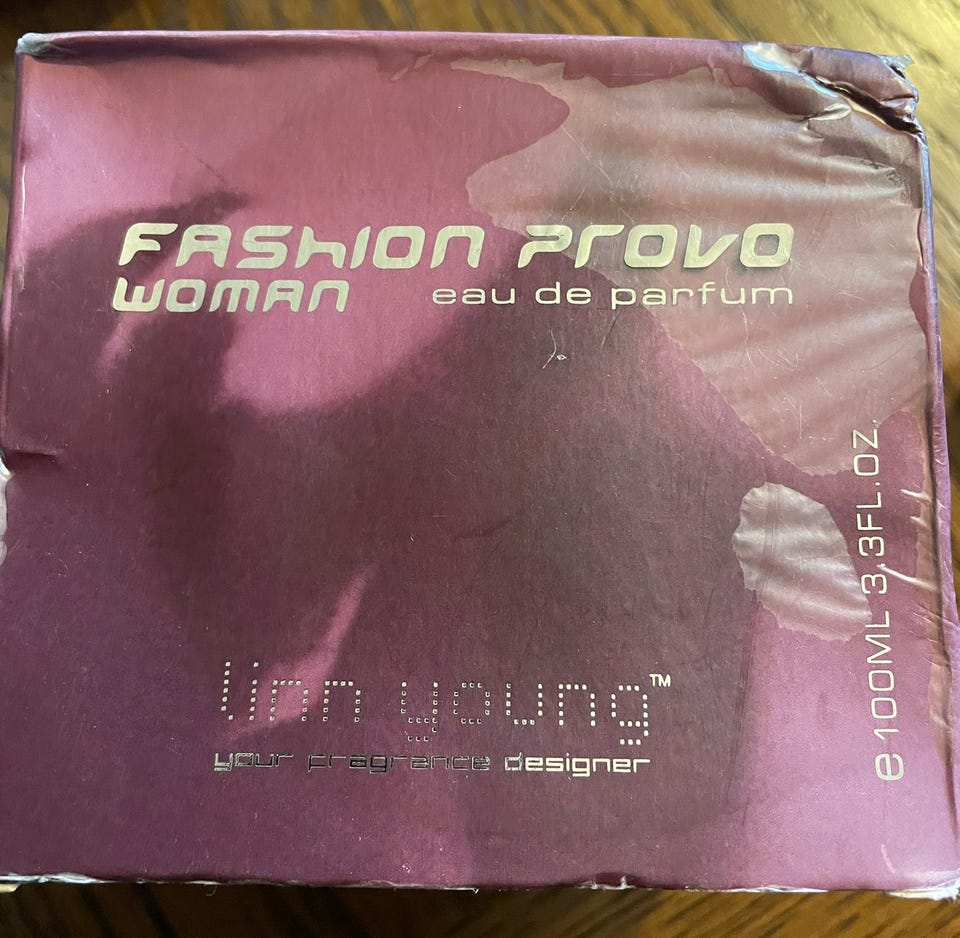 Fashion Provo
Woman eau de parfum
linn young™
your fragrance designer
e 100ML 3.3FL.OZ.